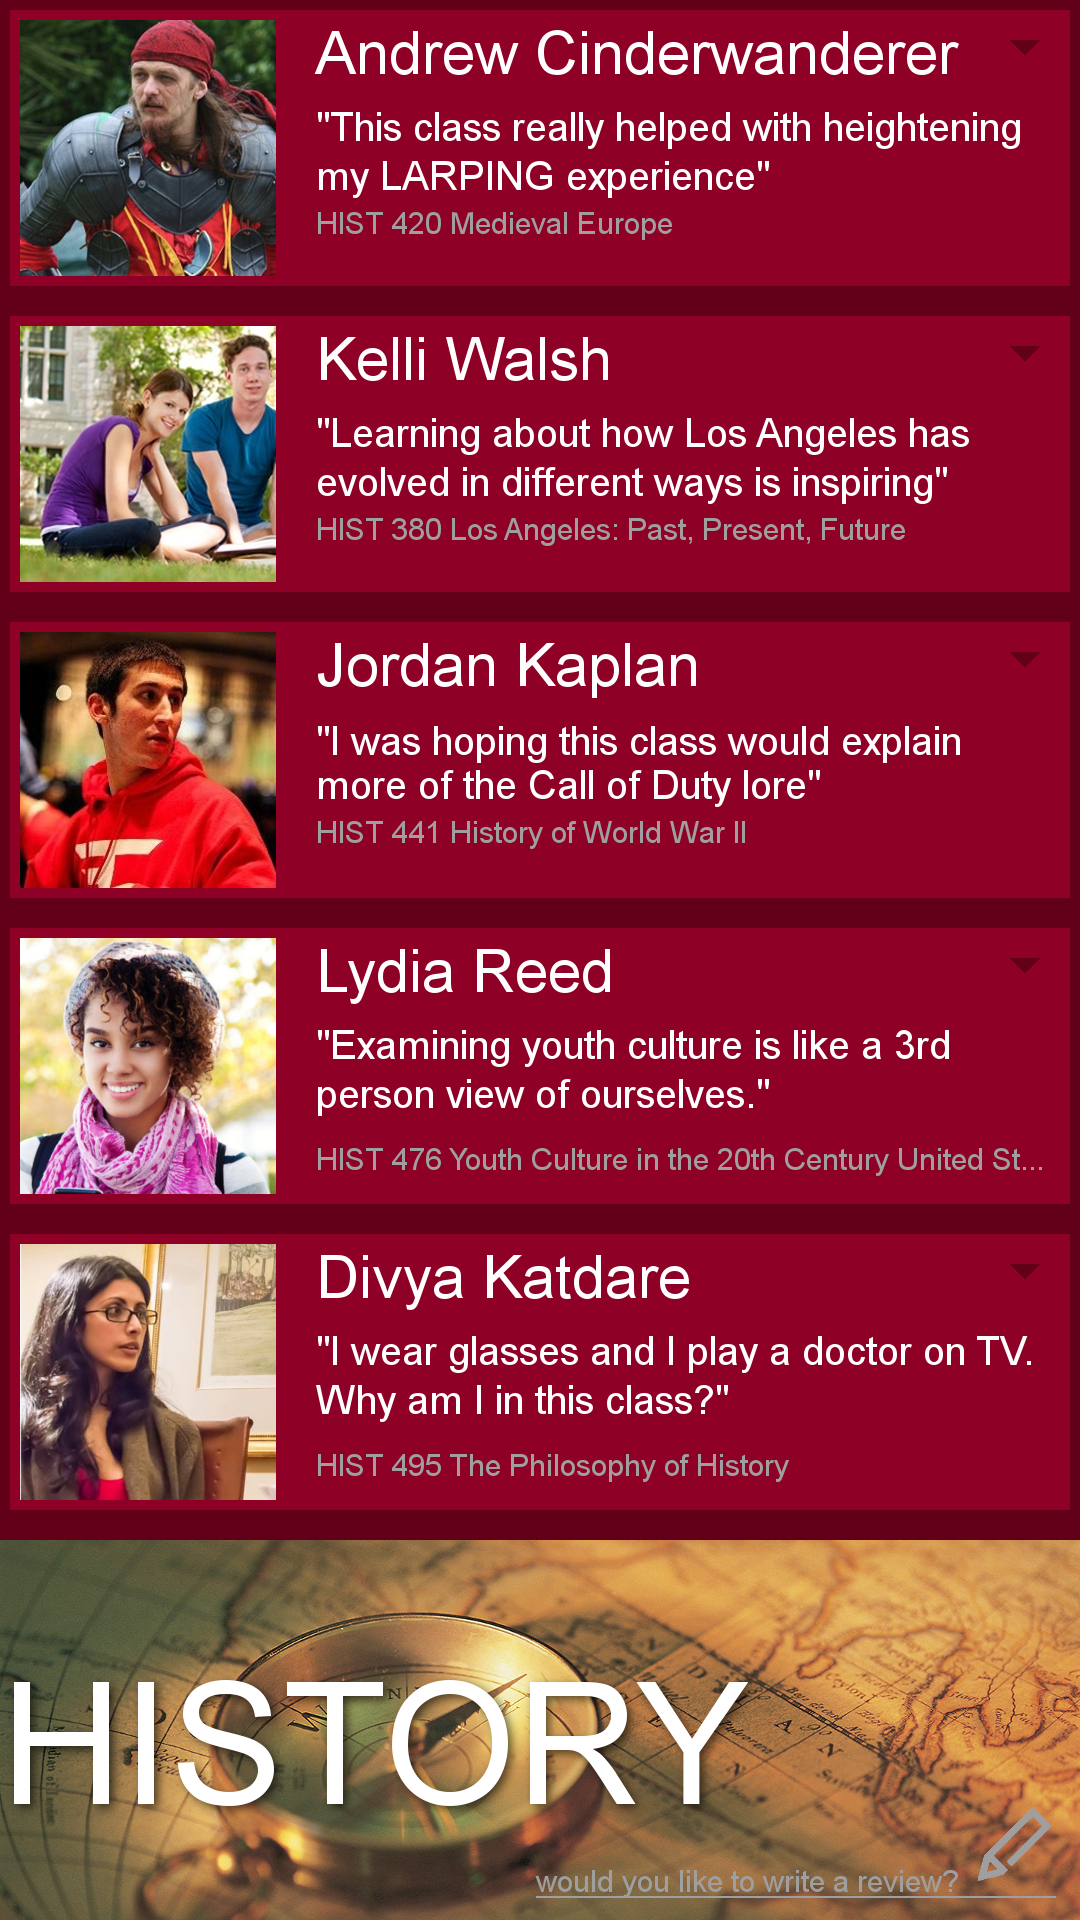 Andrew Cinderwanderer
"This class really helped with heightening
my LARPING experience"
HIST 420 Medieval Europe
Kelli Walsh
"Learning about how Los Angeles has
evolved in different ways is inspiring"
HIST 380 Los Angeles: Past, Present, Future
Jordan Kaplan
"I was hoping this class would explain
more of the Call of Duty lore"
HIST 441 History of World War II
Lydia Reed
"Examining youth culture is like a 3rd
person view of ourselves."
HIST 476 Youth Culture in the 20th Century United St...
Divya Katdare
"I wear glasses and I play a doctor on TV.
Why am I in this class?"
HIST 495 The Philosophy of History
HISTORY
would you like to write a review?